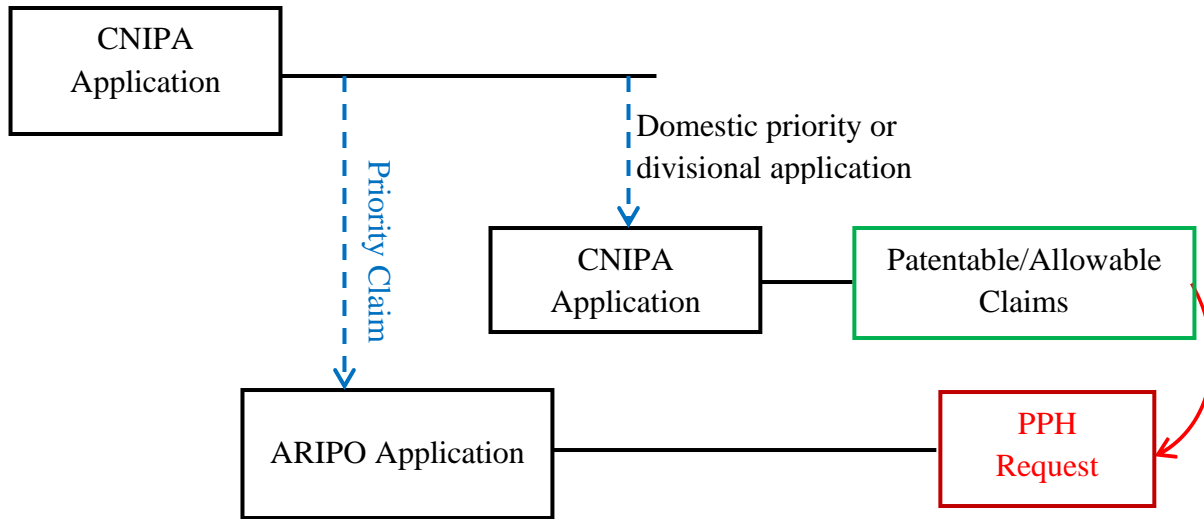 CNIPA
Application
Domestic priority or
divisional application
Priority Claim
CNIPA
Application
Patentable/Allowable
Claims
ARIPO Application
PPH
Request